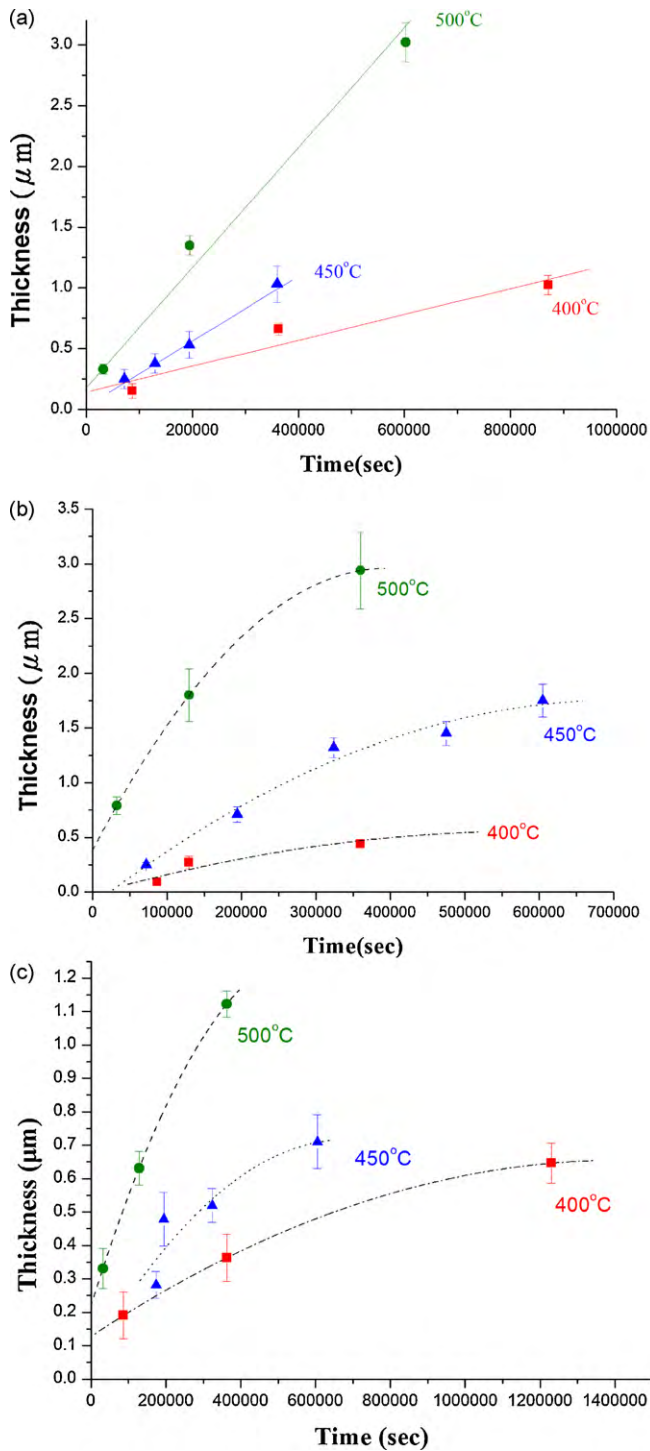 (a)
3.0
2.5
2.0
1.5
1.0
0.5
0.0
Thickness (μm)
500°C
450°C
400°C
0 200000 400000 600000 800000 1000000
Time(sec)
(b)
3.5
3.0
2.5
2.0
1.5
1.0
0.5
0.0
Thickness (μm)
500°C
450°C
400°C
0 100000 200000 300000 400000 500000 600000 700000
Time(sec)
(c)
1.2
1.1
1.0
0.9
0.8
0.7
0.6
0.5
0.4
0.3
0.2
0.1
0.0
Thickness (μm)
500°C
450°C
400°C
0 200000 400000 600000 800000 1000000 1200000 1400000
Time (sec)